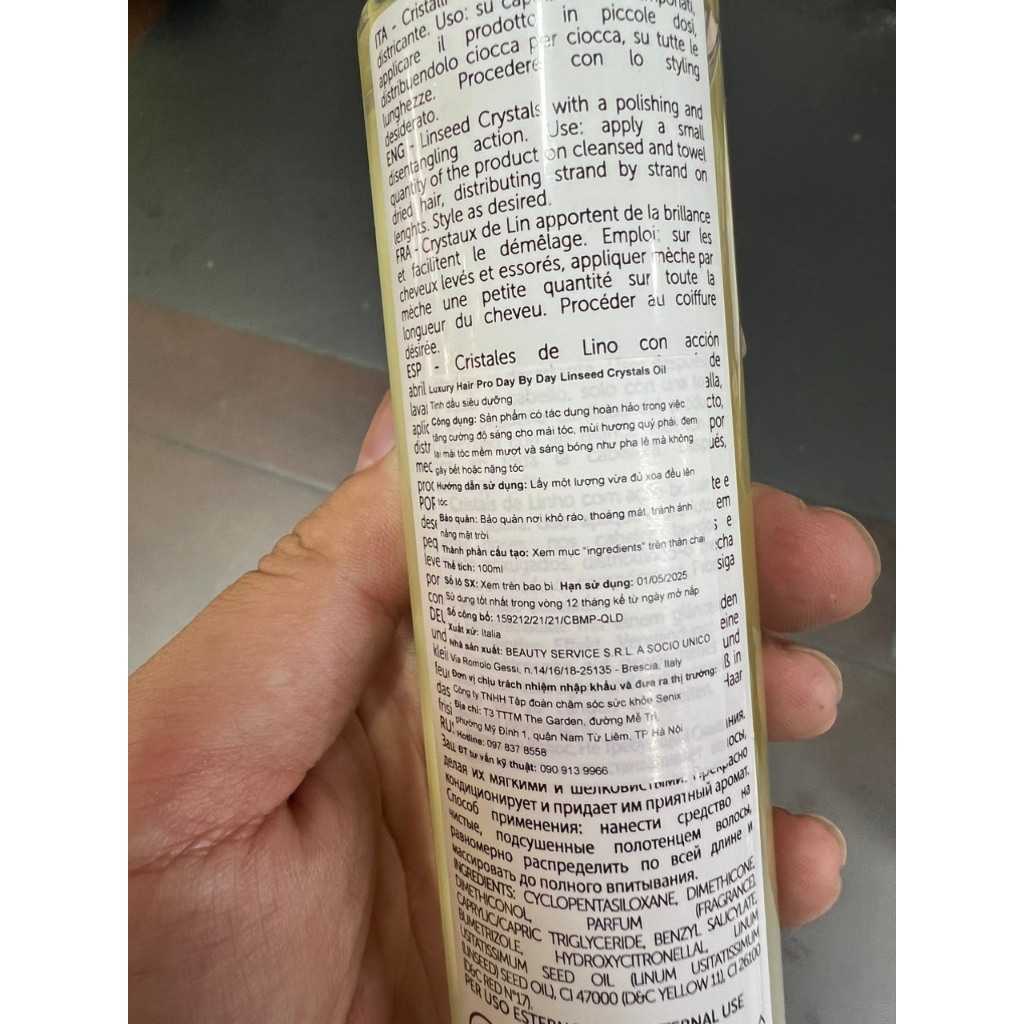 ITA - Cristalli
districante. Uso: su
applicare il prodotto in piccole dosi,
distribuendolo ciocca per ciocca, su tutte le
lunghezze. Procedere con lo styling
desiderato.
ENG - Linseed Crystals with a polishing and
disentangling action. Use: apply a small
quantity of the product on cleansed and towel
dried hair, distributing strand by strand on
lenghts. Style as desired.
FRA - Crystaux de Lin apportent de la brillance
et facilitent le démêlage. Emploi: sur les
cheveux levés et essorés, appliquer mèche par
mèche une petite quantité sur toute la
longueur du cheveu. Procéder au coiffure
désirée.
ESP - Cristales de Lino con acción
abril de
Luxury Hair Pro Day By Day Linseed Crystals Oil
Tinh dầu siêu dưỡng
Công dụng: Sản phẩm có tác dụng hoàn hảo trong việc
tăng cường độ sáng cho mái tóc, mùi hương quý phái, đem
lại mái tóc mềm mượt và sáng bóng như pha lê mà không
gây bết hoặc nặng tóc
Hướng dẫn sử dụng: Lấy một lượng vừa đủ xoa đều lên
tóc
Bảo quản: Bảo quản nơi khô ráo, thoáng mát, tránh ánh
nắng mặt trời
Thành phần cấu tạo: Xem mục "ingredients" trên thân chai
Thể tích: 100ml
Số lô SX: Xem trên bao bì Hạn sử dụng: 01/05/2025
Sử dụng tốt nhất trong vòng 12 tháng kể từ ngày mở nắp
Số công bố: 159212/21/21/CBMP-QLD
Xuất xứ: Italia
Nhà sản xuất: BEAUTY SERVICE S.R.L. A SOCIO UNICO
Via Romolo Gessi, n.14/16/18-25135 - Brescia, Italy
Đơn vị chịu trách nhiệm nhập khẩu và đưa ra thị trường:
Công ty TNHH Tập đoàn chăm sóc sức khỏe Senix
Địa chỉ: T3 TTTM The Garden, đường Mễ Trì,
phường Mỹ Đình 1, quận Nam Từ Liêm, TP Hà Nội
Hotline: 097 837 8558
ĐT tư vấn kỹ thuật: 090 913 9966
делая их мягкими и шелковистыми. Прекрасно
кондиционирует и придает им приятный аромат.
Способ применения: нанести средство на
чистые, подсушенные полотенцем волосы,
равномерно распределить по всей длине и
массировать до полного впитывания.
INGREDIENTS: CYCLOPENTASILOXANE, DIMETHICONE,
DIMETHICONOL, PARFUM (FRAGRANCE),
CAPRYLIC/CAPRIC TRIGLYCERIDE, BENZYL SALICYLATE,
BUMETRIZOLE, HYDROXYCITRONELLAL, LINUM
USITATISSIMUM SEED OIL (LINUM USITATISSIMUM
(LINSEED) SEED OIL), CI 47000 (D&C YELLOW 11), CI 26100
(D&C RED N°17).
PER USO ESTERNO EXTERNAL USE